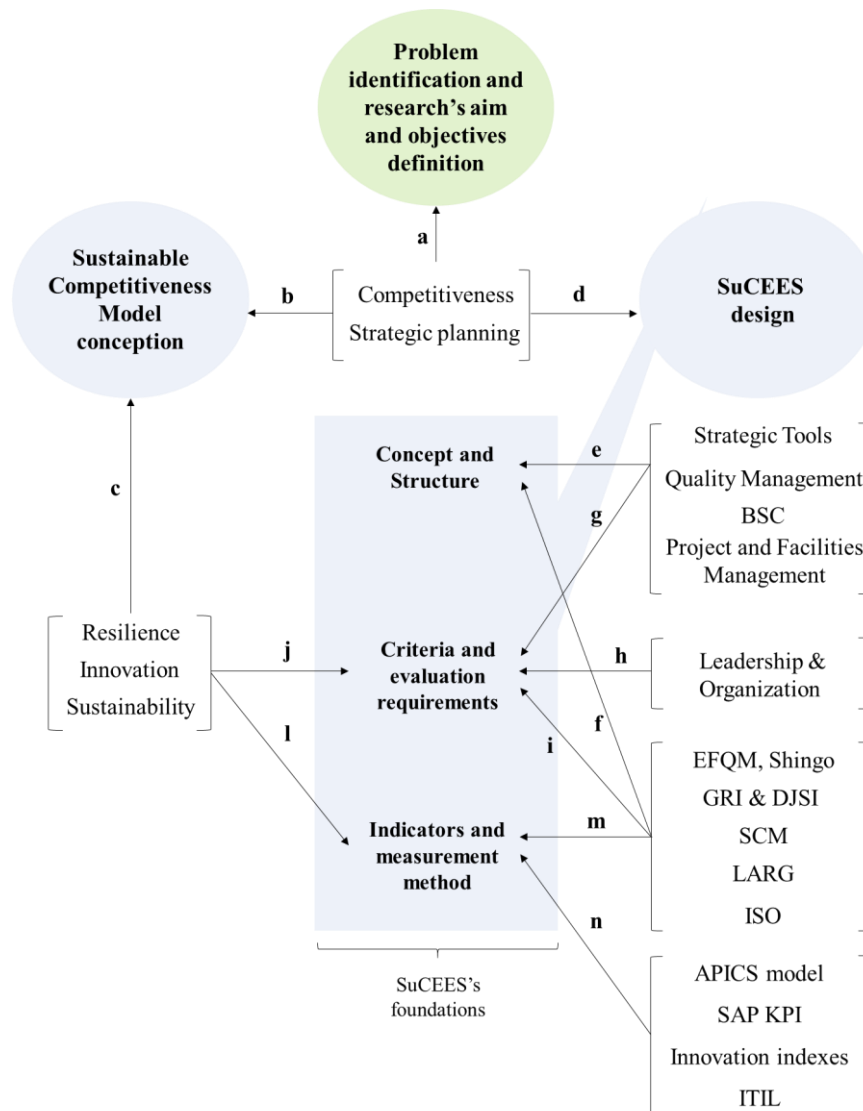 Problem
identification and
research's aim
and objectives
definition
a
Sustainable
Competitiveness
Model
conception
b
Competitiveness
Strategic planning
d
SuCEES
design
c
Concept and
Structure
e
g
Strategic Tools
Quality Management
BSC
Project and Facilities
Management
Resilience
Innovation
Sustainability
j
l
Criteria and
evaluation
requirements
h
Leadership &
Organization
f
i
EFQM, Shingo
GRI & DJSI
SCM
LARG
ISO
Indicators and
measurement
method
m
n
SuCEES's
foundations
APICS model
SAP KPI
Innovation indexes
ITIL